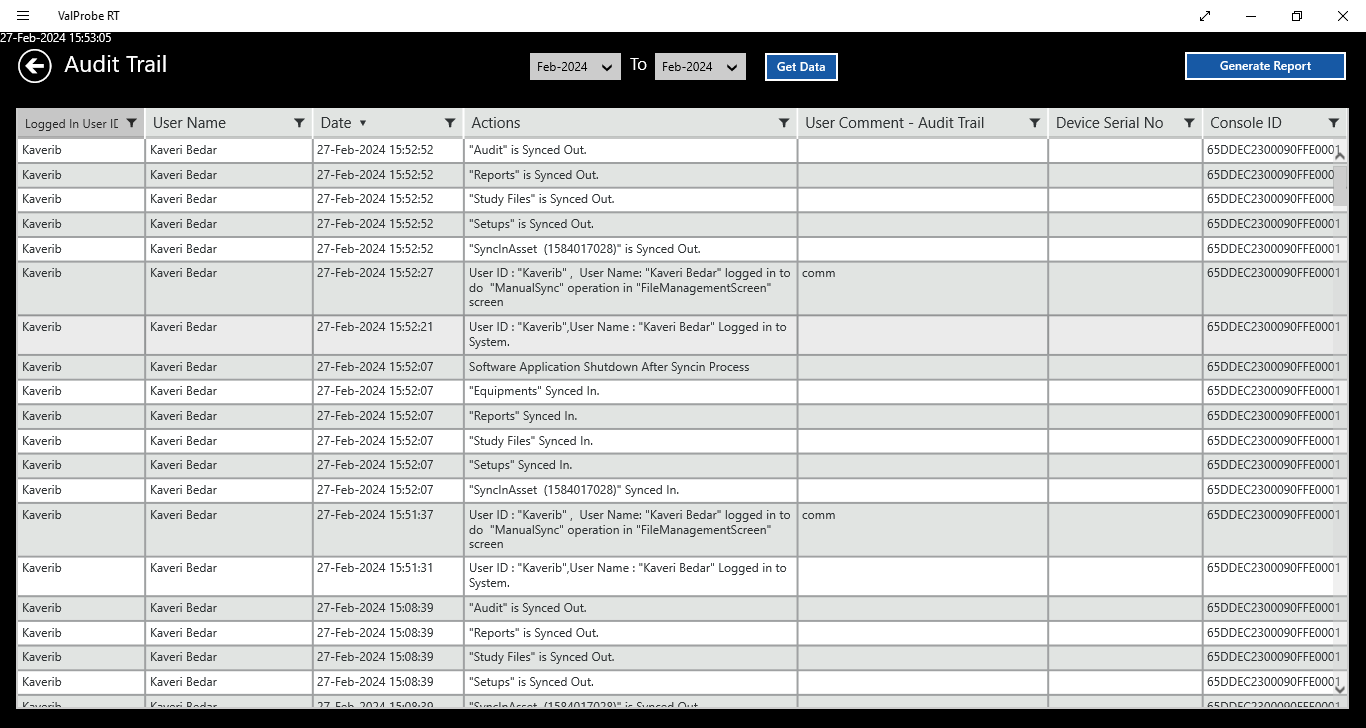 ValProbe RT
27-Feb-2024 15:53:05
Audit Trail
Feb-2024 To Feb-2024 Get Data Generate Report
Logged In User ID User Name Date Actions User Comment - Audit Trail Device Serial No Console ID
Kaverib Kaveri Bedar 27-Feb-2024 15:52:52 "Audit" is Synced Out. 65DDEC2300090FFE0001
Kaverib Kaveri Bedar 27-Feb-2024 15:52:52 "Reports" is Synced Out. 65DDEC2300090FFE000
Kaverib Kaveri Bedar 27-Feb-2024 15:52:52 "Study Files" is Synced Out. 65DDEC2300090FFE000
Kaverib Kaveri Bedar 27-Feb-2024 15:52:52 "Setups" is Synced Out. 65DDEC2300090FFE0001
Kaverib Kaveri Bedar 27-Feb-2024 15:52:52 "SyncInAsset (1584017028)" is Synced Out. 65DDEC2300090FFE0001
Kaverib Kaveri Bedar 27-Feb-2024 15:52:27 User ID : "Kaverib" , User Name: "Kaveri Bedar" logged in to comm 65DDEC2300090FFE0001
do "ManualSync" operation in "FileManagementScreen"
screen
Kaverib Kaveri Bedar 27-Feb-2024 15:52:21 User ID : "Kaverib",User Name : "Kaveri Bedar" Logged in to 65DDEC2300090FFE0001
System.
Kaverib Kaveri Bedar 27-Feb-2024 15:52:07 Software Application Shutdown After Syncin Process 65DDEC2300090FFE0001
Kaverib Kaveri Bedar 27-Feb-2024 15:52:07 "Equipments" Synced In. 65DDEC2300090FFE0001
Kaverib Kaveri Bedar 27-Feb-2024 15:52:07 "Reports" Synced In. 65DDEC2300090FFE0001
Kaverib Kaveri Bedar 27-Feb-2024 15:52:07 "Study Files" Synced In. 65DDEC2300090FFE0001
Kaverib Kaveri Bedar 27-Feb-2024 15:52:07 "Setups" Synced In. 65DDEC2300090FFE0001
Kaverib Kaveri Bedar 27-Feb-2024 15:52:07 "SyncInAsset (1584017028)" Synced In. 65DDEC2300090FFE0001
Kaverib Kaveri Bedar 27-Feb-2024 15:51:37 User ID : "Kaverib" , User Name: "Kaveri Bedar" logged in to comm 65DDEC2300090FFE0001
do "ManualSync" operation in "FileManagementScreen"
screen
Kaverib Kaveri Bedar 27-Feb-2024 15:51:31 User ID : "Kaverib",User Name : "Kaveri Bedar" Logged in to 65DDEC2300090FFE0001
System.
Kaverib Kaveri Bedar 27-Feb-2024 15:08:39 "Audit" is Synced Out. 65DDEC2300090FFE0001
Kaverib Kaveri Bedar 27-Feb-2024 15:08:39 "Reports" is Synced Out. 65DDEC2300090FFE0001
Kaverib Kaveri Bedar 27-Feb-2024 15:08:39 "Study Files" is Synced Out. 65DDEC2300090FFE0001
Kaverib Kaveri Bedar 27-Feb-2024 15:08:39 "Setups" is Synced Out. 65DDEC2300090FFE0001
Kaverib Kaveri Bedar 27-Feb-2024 15:08:39